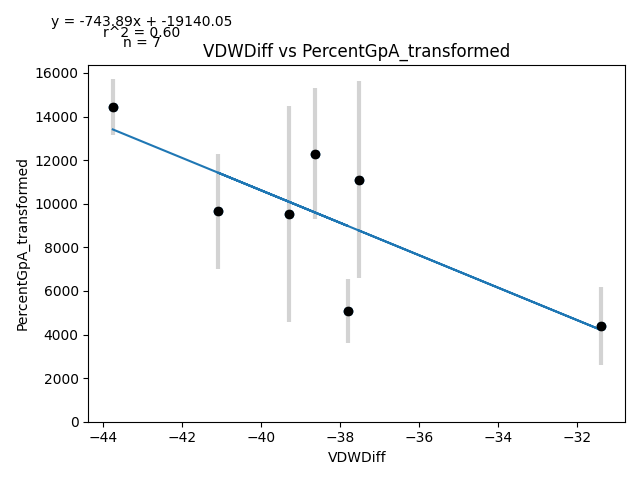 y = -743.89x + -19140.05
r^2 = 0.60
n = 7
VDWDiff vs PercentGpA_transformed
PercentGpA_transformed
16000
14000
12000
10000
8000
6000
4000
2000
0
−44
−42
−40
−38
−36
−34
−32
VDWDiff